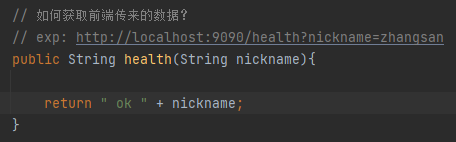 // 如何获取前端传来的数据?
// exp: http://localhost:9090/health?nickname=zhangsan
public String health(String nickname){
return " ok " + nickname;
}